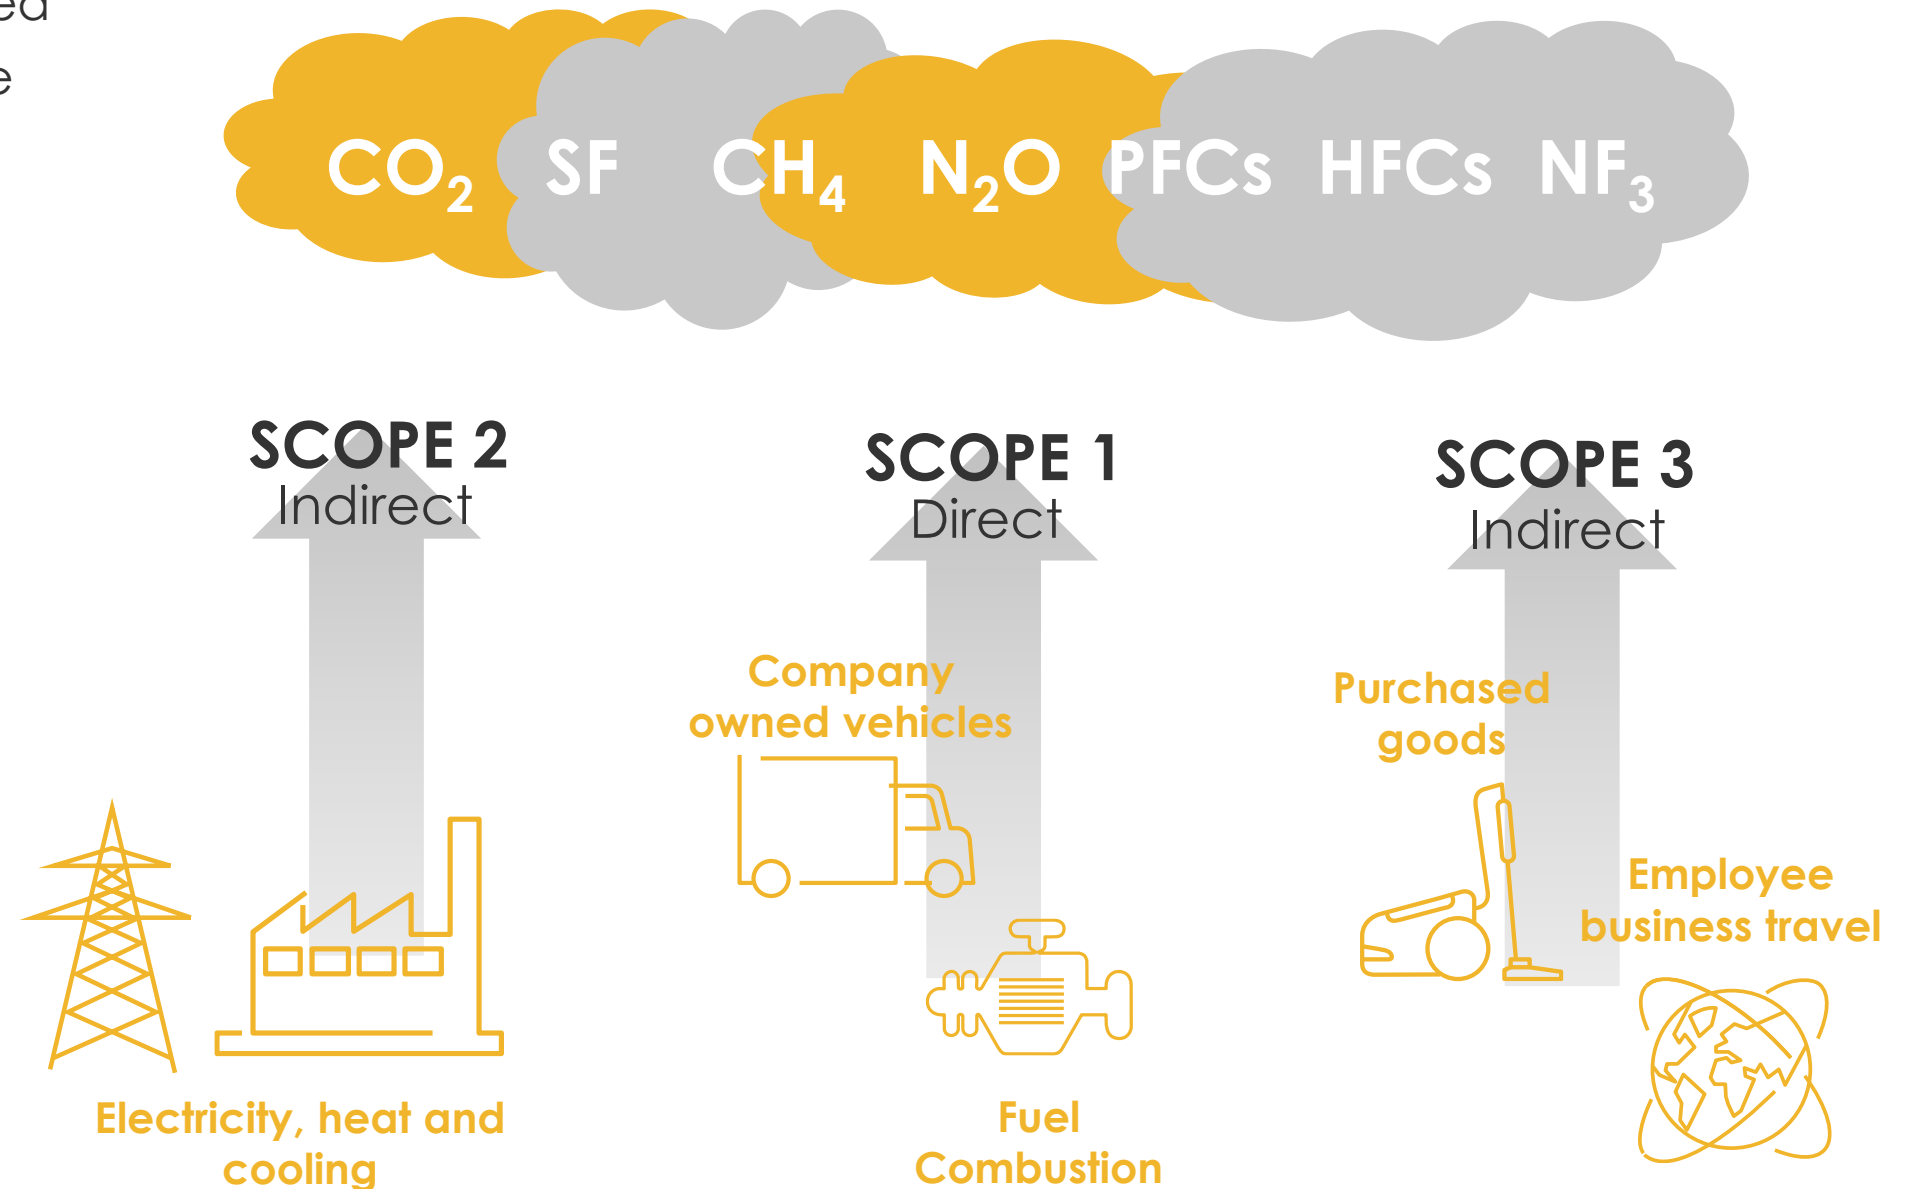 CO₂ SF CH₄ N₂O PFCs HFCs NF₃
SCOPE 2
Indirect
SCOPE 1
Direct
SCOPE 3
Indirect
Company
owned vehicles
Purchased
goods
Employee
business travel
Electricity, heat and
cooling
Fuel
Combustion